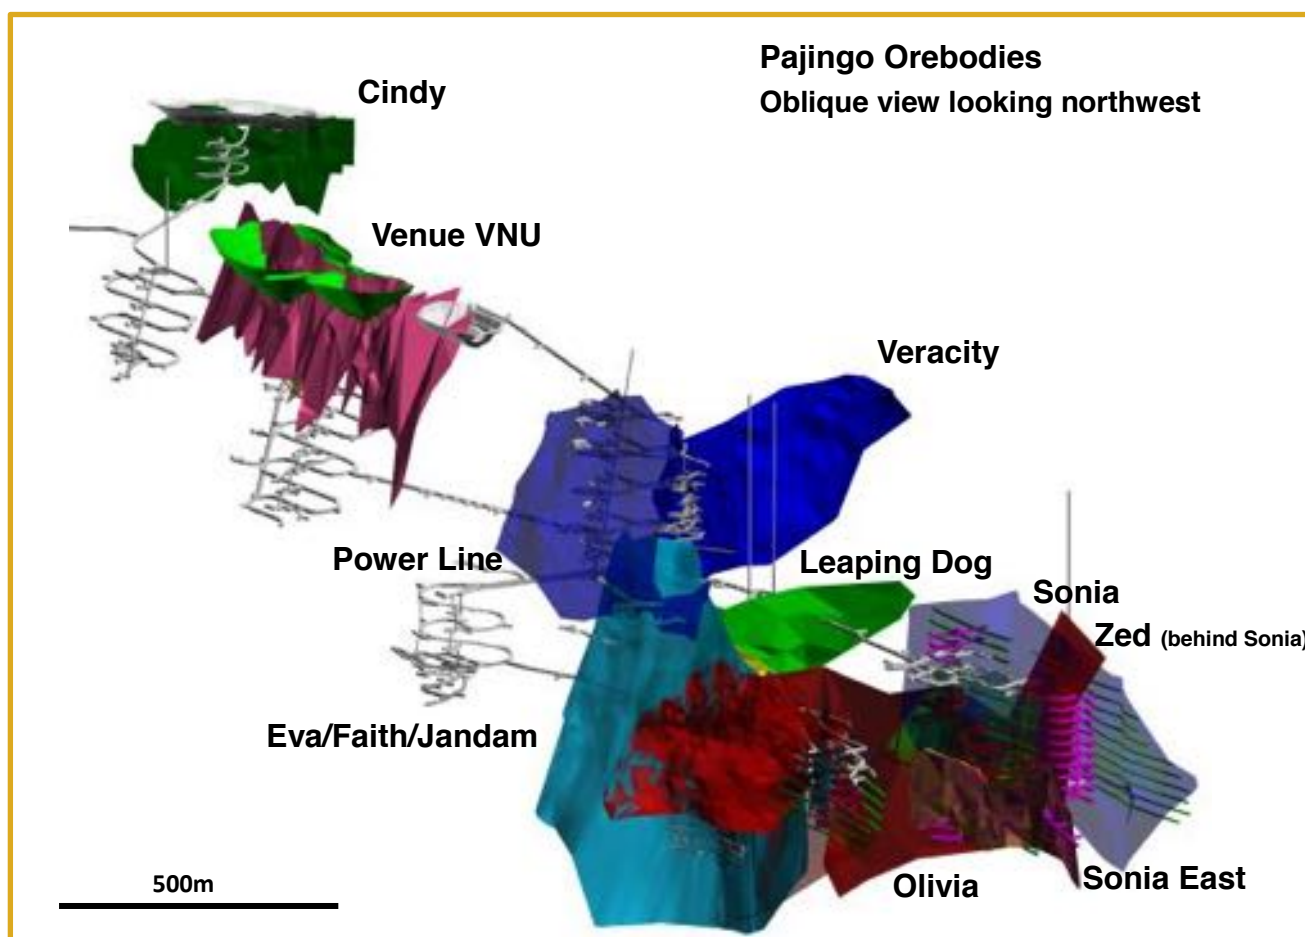 Pajingo Orebodies
Oblique view looking northwest
Cindy
Venue VNU
Veracity
Power Line
Leaping Dog
Sonia
Zed (behind Sonia)
Eva/Faith/Jandam
500m
Olivia
Sonia East